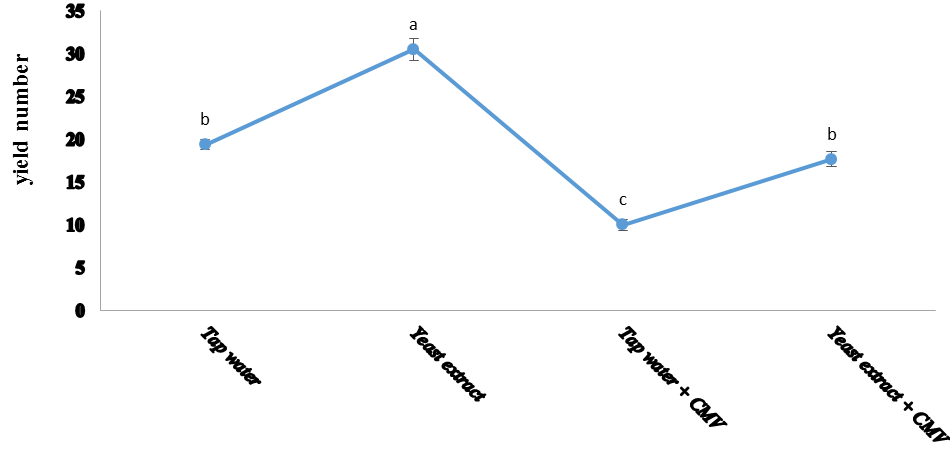 yield number
35
30
25
20
15
10
5
0
b
a
c
b
Tap water
Yeast extract
Tap water + CMV
Yeast extract + CMV